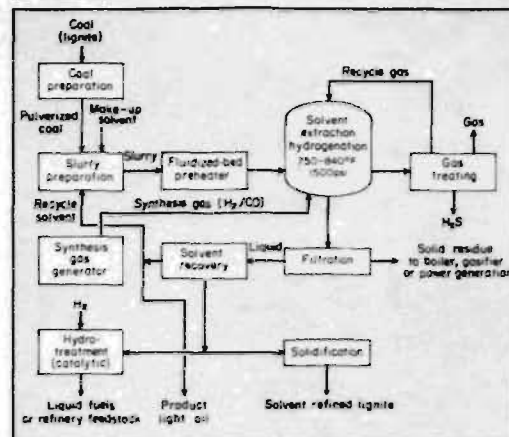 Coal
(lignite)
Coal
preparation
Pulverized
coal
Make-up
solvent
Slurry
preparation
Slurry
Fluidized-bed
preheater
Solvent
extraction
hydrogenation
750-840°F
1500psi
Recycle gas
Gas
Gas
treating
H₂S
Recycle
solvent
Synthesis gas (H₂/CO)
Synthesis
gas generator
Solvent
recovery
Liquid
Filtration
Solid residue
to boiler, gasifier
or power generation
H₂
Hydro-
treatment
(catalytic)
Solidification
Liquid fuels
or refinery feedstock
Product
light oil
Solvent refined lignite